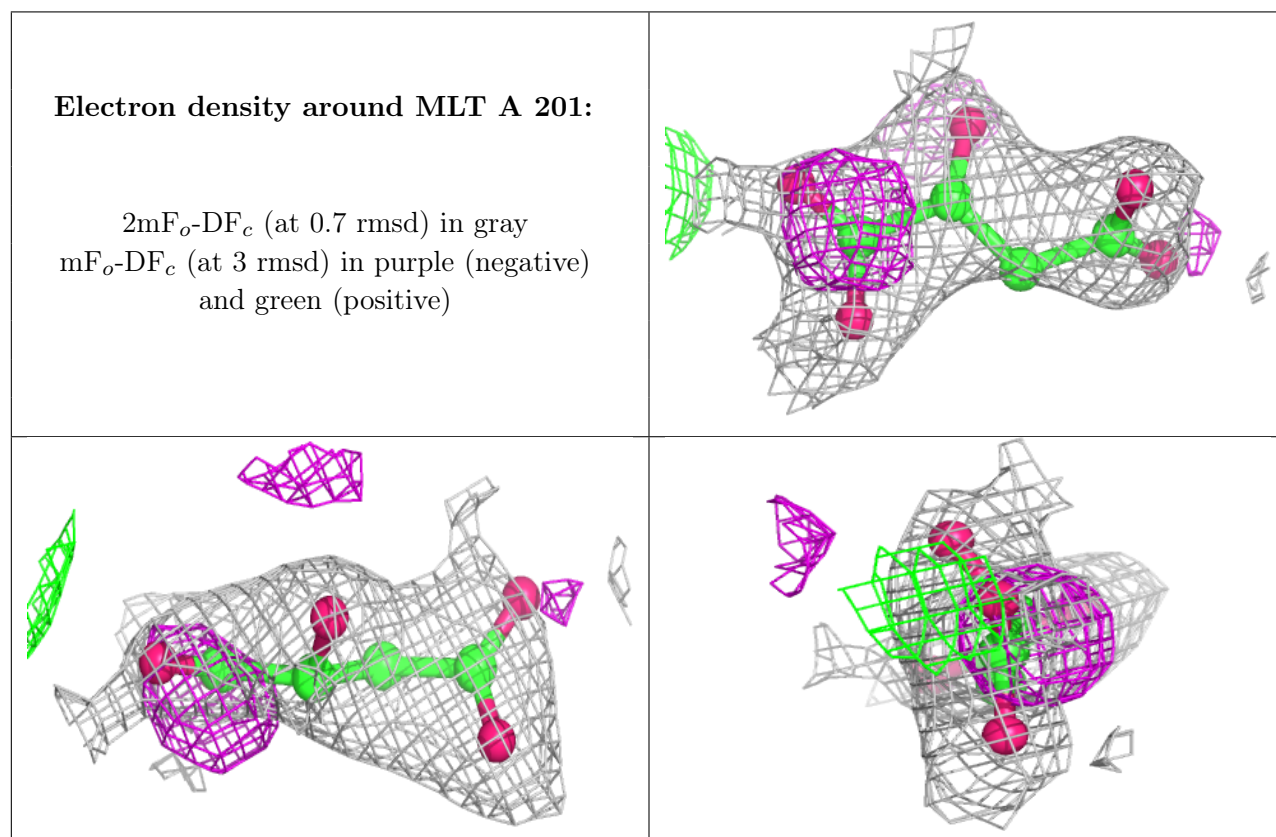 Electron density around MLT A 201:
2mFo-DFc (at 0.7 rmsd) in gray
mFo-DFc (at 3 rmsd) in purple (negative)
and green (positive)